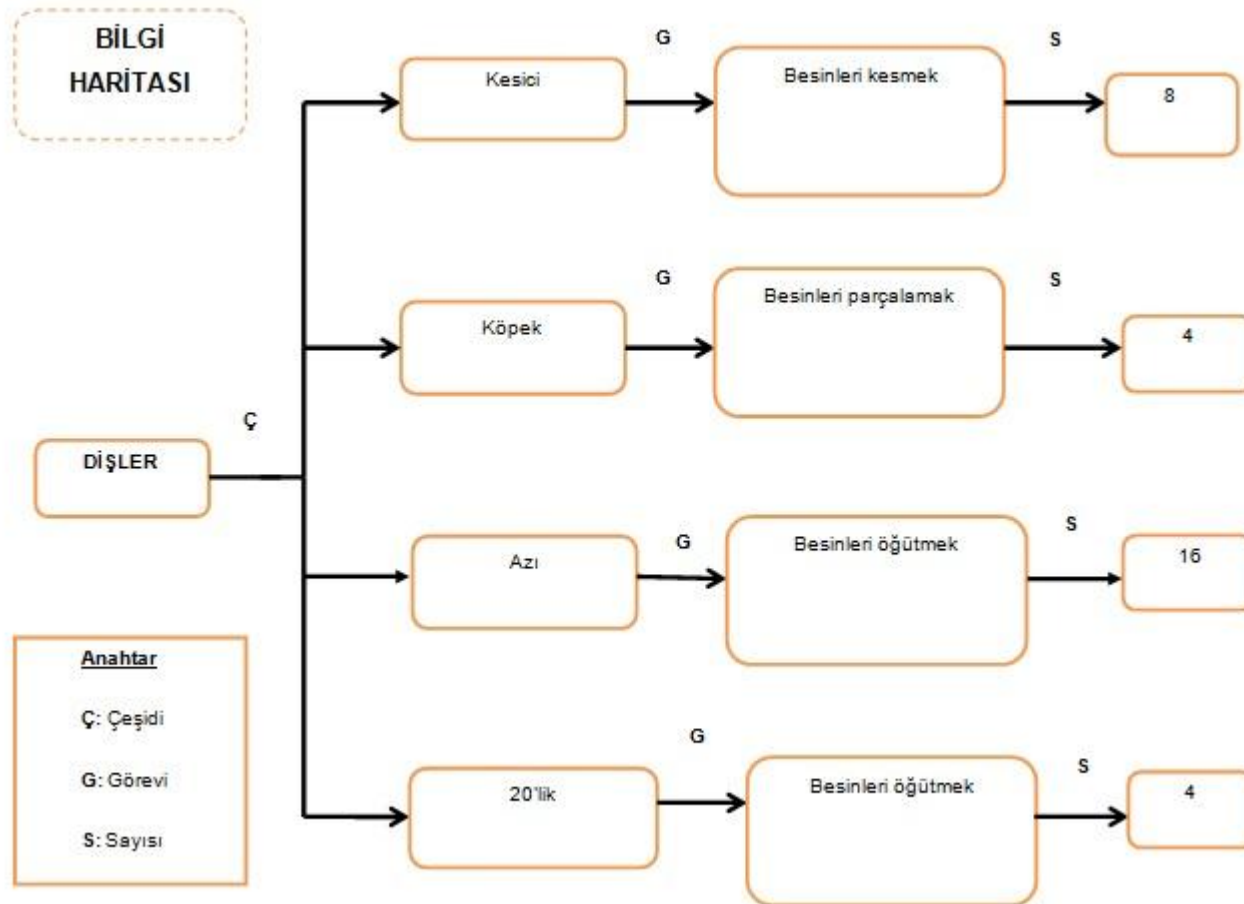 BİLGİ
HARİTASI
Kesici
G
Besinleri kesmek
S
8
Köpek
G
Besinleri parçalamak
S
4
DİŞLER
Ç
Azı
G
Besinleri öğütmek
S
16
20'lik
G
Besinleri öğütmek
S
4
Anahtar
Ç: Çeşidi
G: Görevi
S: Sayısı